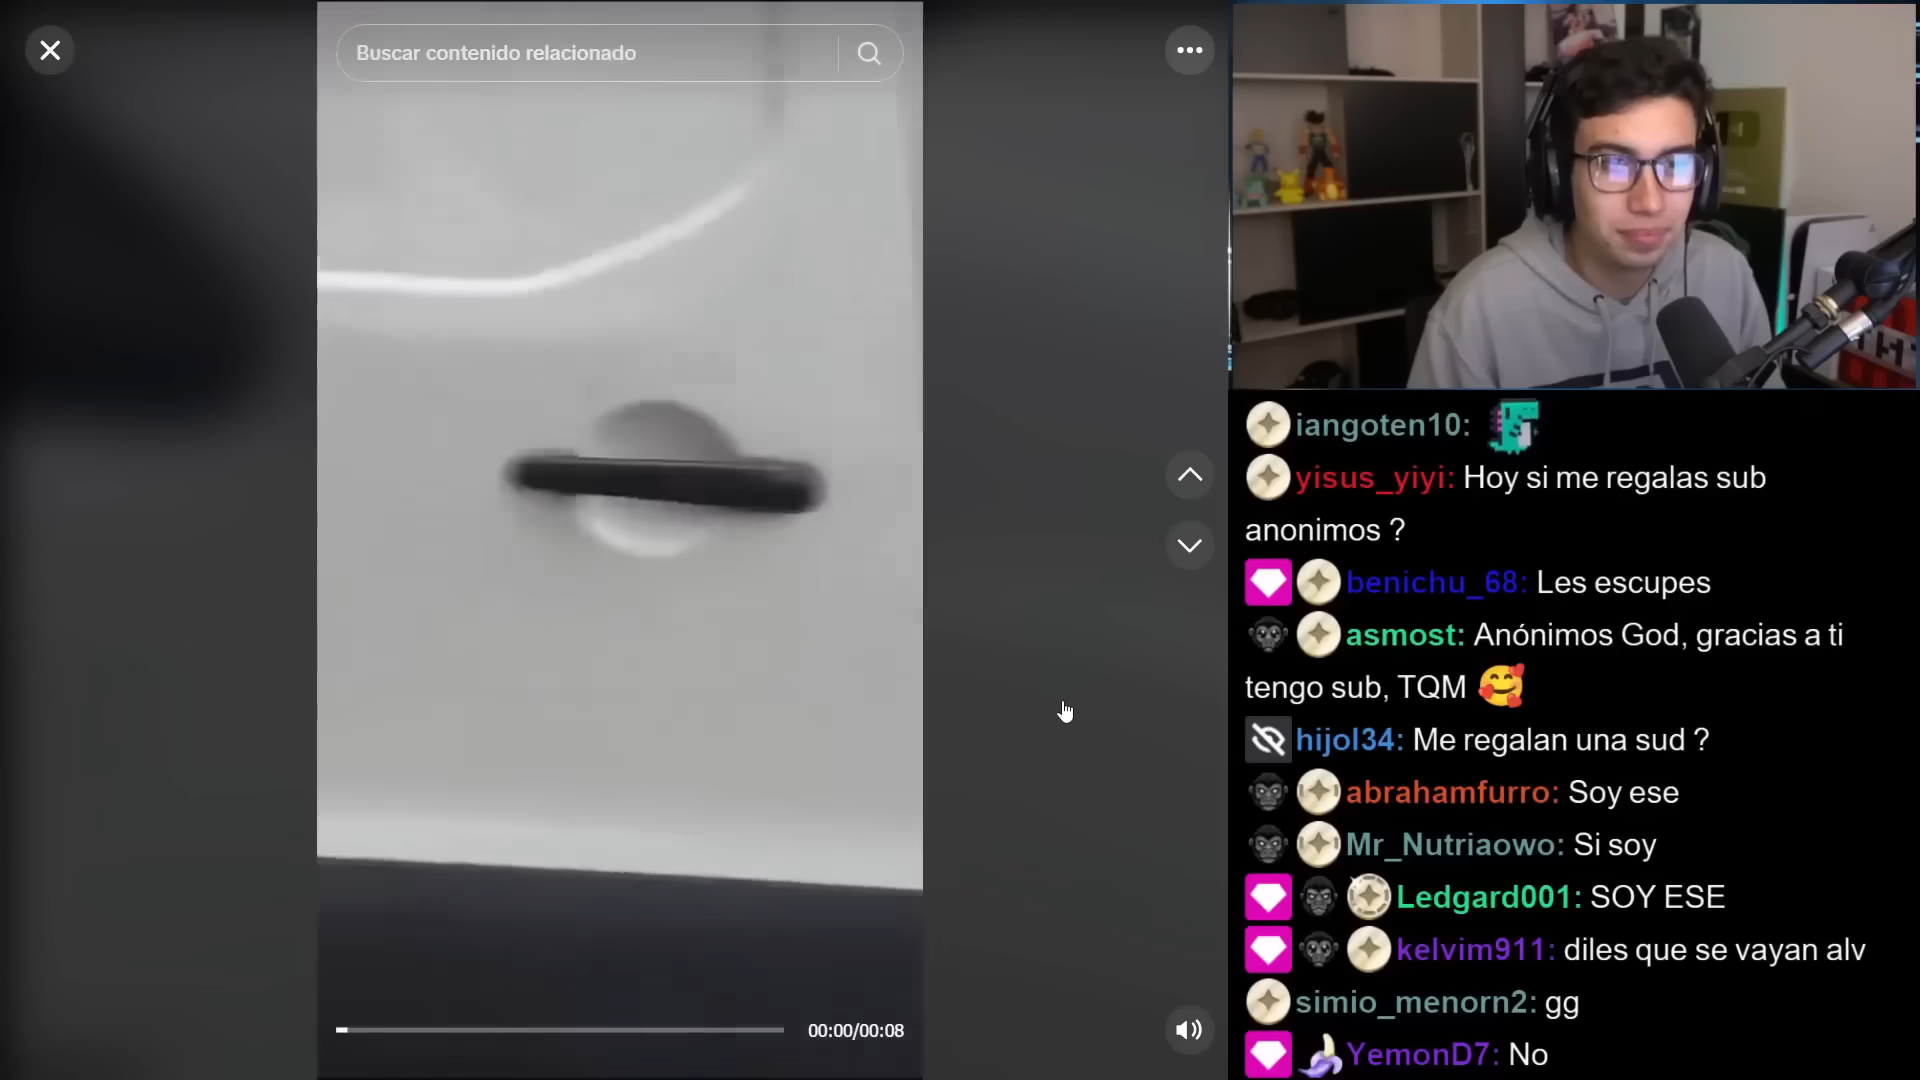 Buscar contenido relacionado
00:00/00:08
iangoten10:
yisus_yiyi: Hoy si me regalas sub
anonimos ?
benichu_68: Les escupes
asmost: Anónimos God, gracias a ti
tengo sub, TQM 🥰
hijol34: Me regalan una sud ?
abrahamfurro: Soy ese
Mr_Nutriaowo: Si soy
Ledgard001: SOY ESE
kelvim911: diles que se vayan alv
simio_menorn2: gg
YemonD7: No